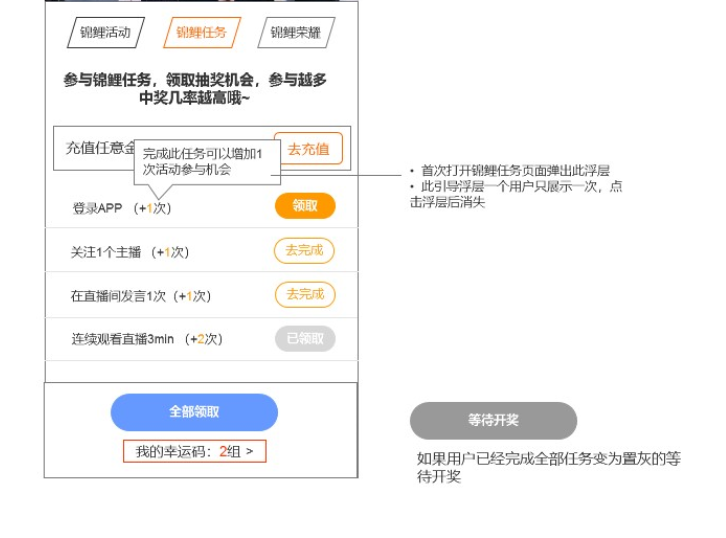 锦鲤活动
锦鲤任务
锦鲤荣耀
参与锦鲤任务，领取抽奖机会，参与越多
中奖几率越高哦~
充值任意金
去充值
完成此任务可以增加1
次活动参与机会
登录APP （+1次）
领取
关注1个主播 （+1次）
去完成
在直播间发言1次（+1次）
去完成
连续观看直播3min （+2次）
已领取
全部领取
我的幸运码：2组 >
• 首次打开锦鲤任务页面弹出此浮层
• 此引导浮层一个用户只展示一次，点
击浮层后消失
等待开奖
如果用户已经完成全部任务变为置灰的等
待开奖